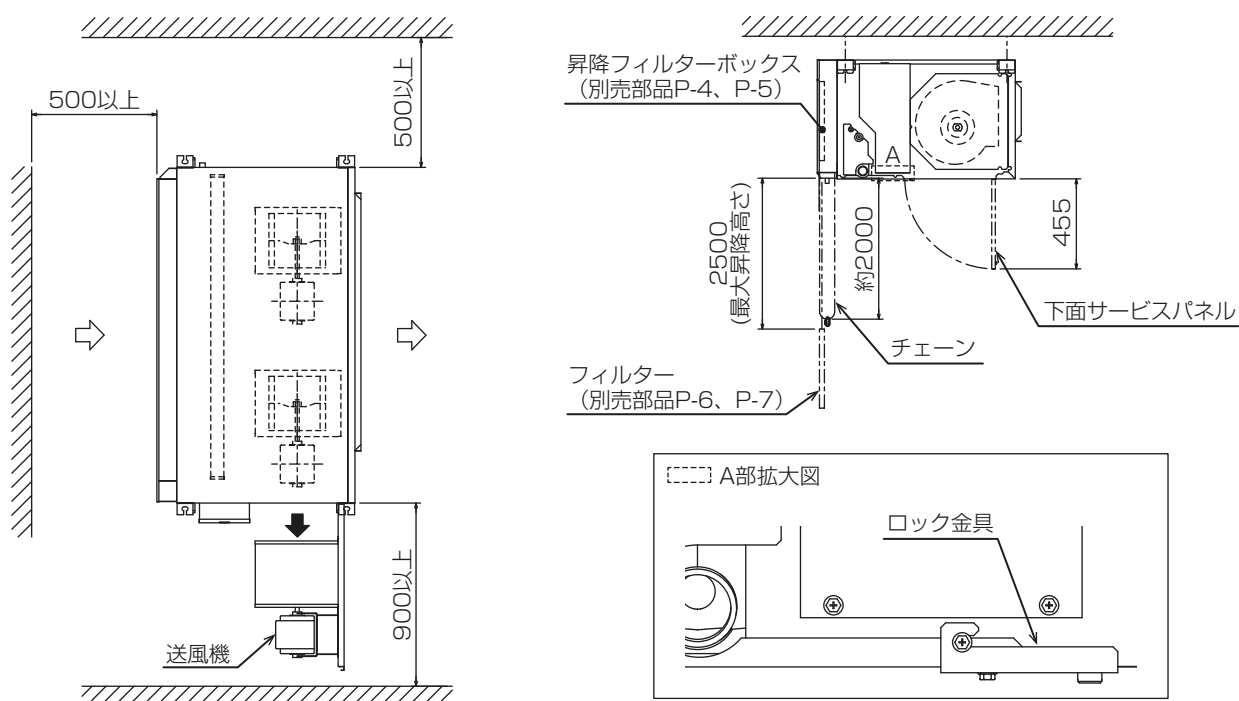 500以上
500以上
900以上
送風機
昇降フィルターボックス
（別売部品P-4、P-5）
A
2500
(最大昇降高さ)
約2000
455
下面サービスパネル
チェーン
フィルター
（別売部品P-6、P-7）
A部拡大図
ロック金具